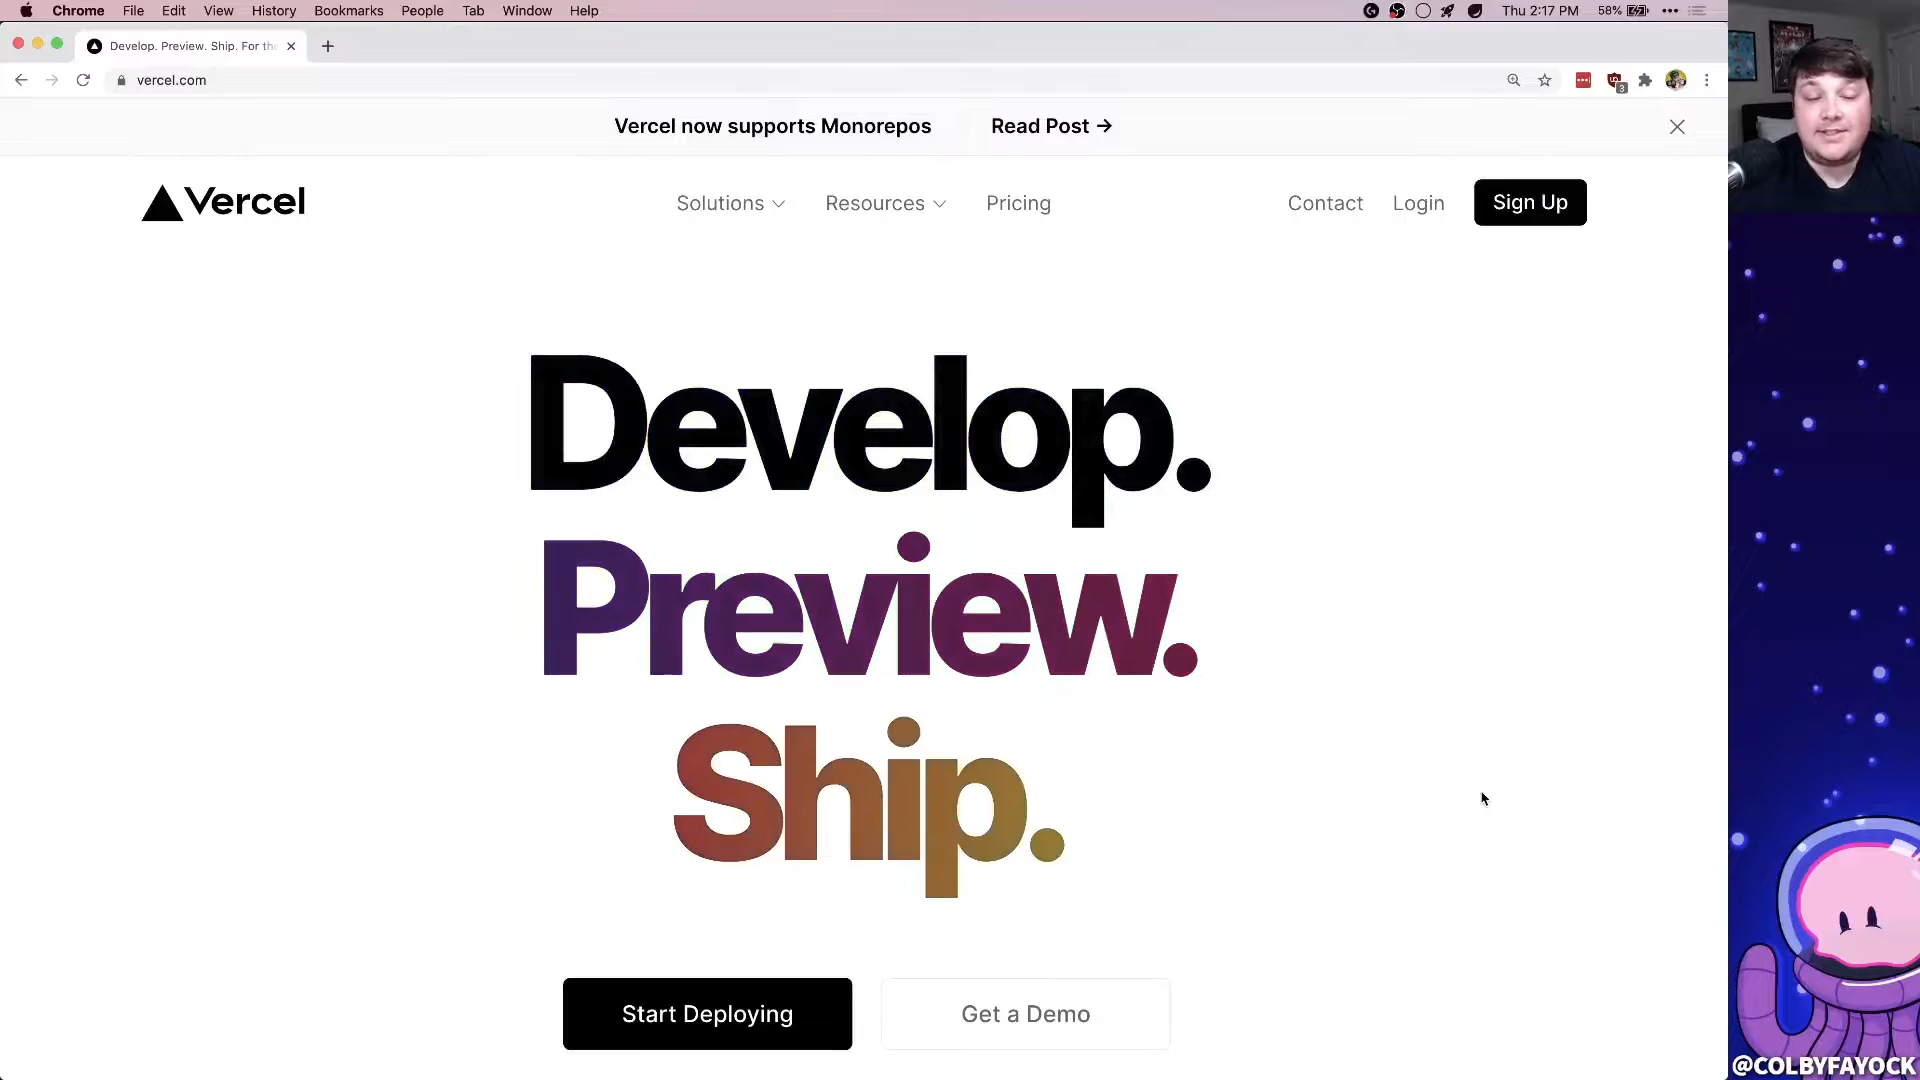 Chrome File Edit View History Bookmarks People Tab Window Help
Thu 2:17 PM 58%
Develop. Preview. Ship. For the
vercel.com
3
Vercel now supports Monorepos Read Post →
Vercel
Solutions Resources Pricing
Contact Login Sign Up
Develop.
Preview.
Ship.
Start Deploying Get a Demo
@COLBYFAYOCK